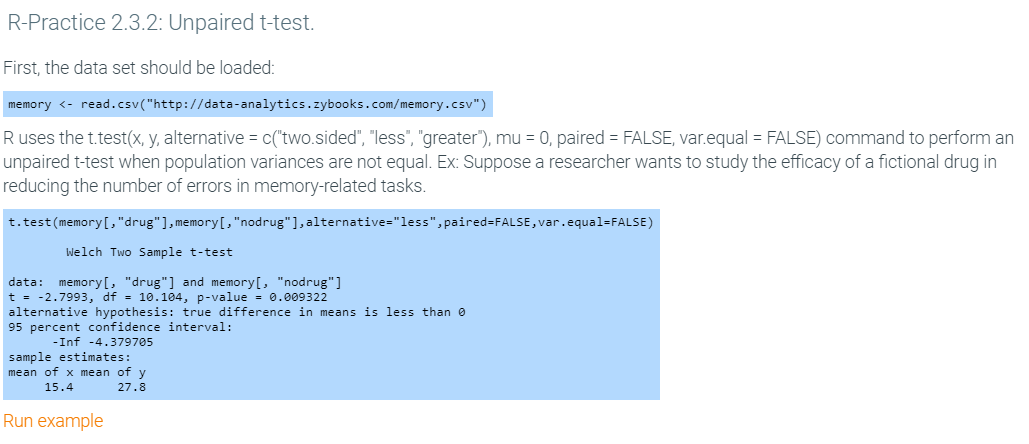 R-Practice 2.3.2: Unpaired t-test.
First, the data set should be loaded:
memory <- read.csv("http://data-analytics.zybooks.com/memory.csv")
R uses the t.test(x, y, alternative = c("two.sided", "less", "greater"), mu = 0, paired = FALSE, var.equal = FALSE) command to perform an
unpaired t-test when population variances are not equal. Ex: Suppose a researcher wants to study the efficacy of a fictional drug in
reducing the number of errors in memory-related tasks.
t.test(memory[,"drug"],memory[,"nodrug"],alternative="less",paired=FALSE,var.equal=FALSE)
Welch Two Sample t-test
data:  memory[, "drug"] and memory[, "nodrug"]
t = -2.7993, df = 10.104, p-value = 0.009322
alternative hypothesis: true difference in means is less than 0
95 percent confidence interval:
-Inf -4.379705
sample estimates:
mean of x mean of y
15.4      27.8
Run example